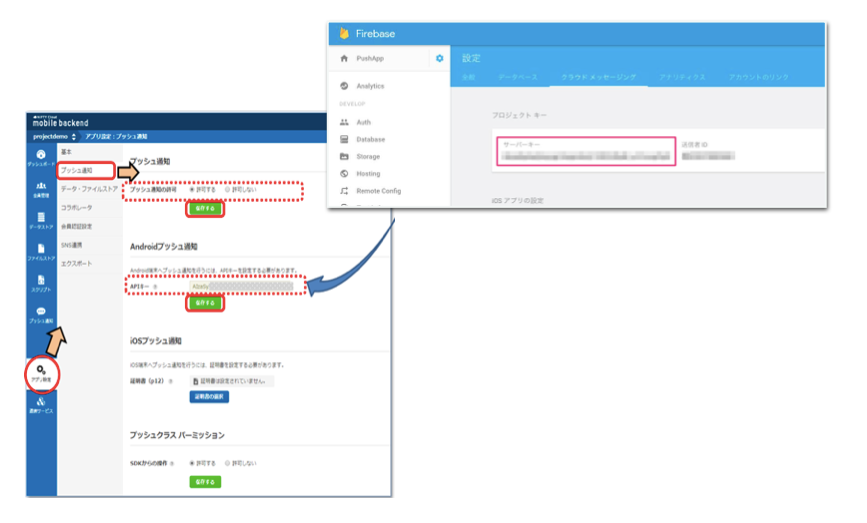 Firebase
PushApp
設定
全般 データベース クラウド メッセージング アナリティクス アカウントのリンク
Analytics
DEVELOP
Auth
Database
Storage
Hosting
Remote Config
プロジェクト キー
サーバーキー
送信者 ID
iOS アプリの設定
mobile backend
projectdemo アプリ設定：プッシュ通知
ダッシュボード
会員管理
データストア
ファイルストア
スクリプト
プッシュ通知
アプリ設定
基本
プッシュ通知
データ・ファイルストア
コラボレータ
会員認証設定
SNS連携
エクスポート
プッシュ通知
プッシュ通知の許可 許可する 許可しない
保存する
Androidプッシュ通知
Android端末へプッシュ通知を行うには、APIキーを設定する必要があります。
APIキー
保存する
iOSプッシュ通知
iOS端末へプッシュ通知を行うには、証明書を設定する必要があります。
証明書 (p12) 証明書は設定されていません。
証明書の選択
プッシュクラス パーミッション
SDKからの操作 許可する 許可しない
保存する